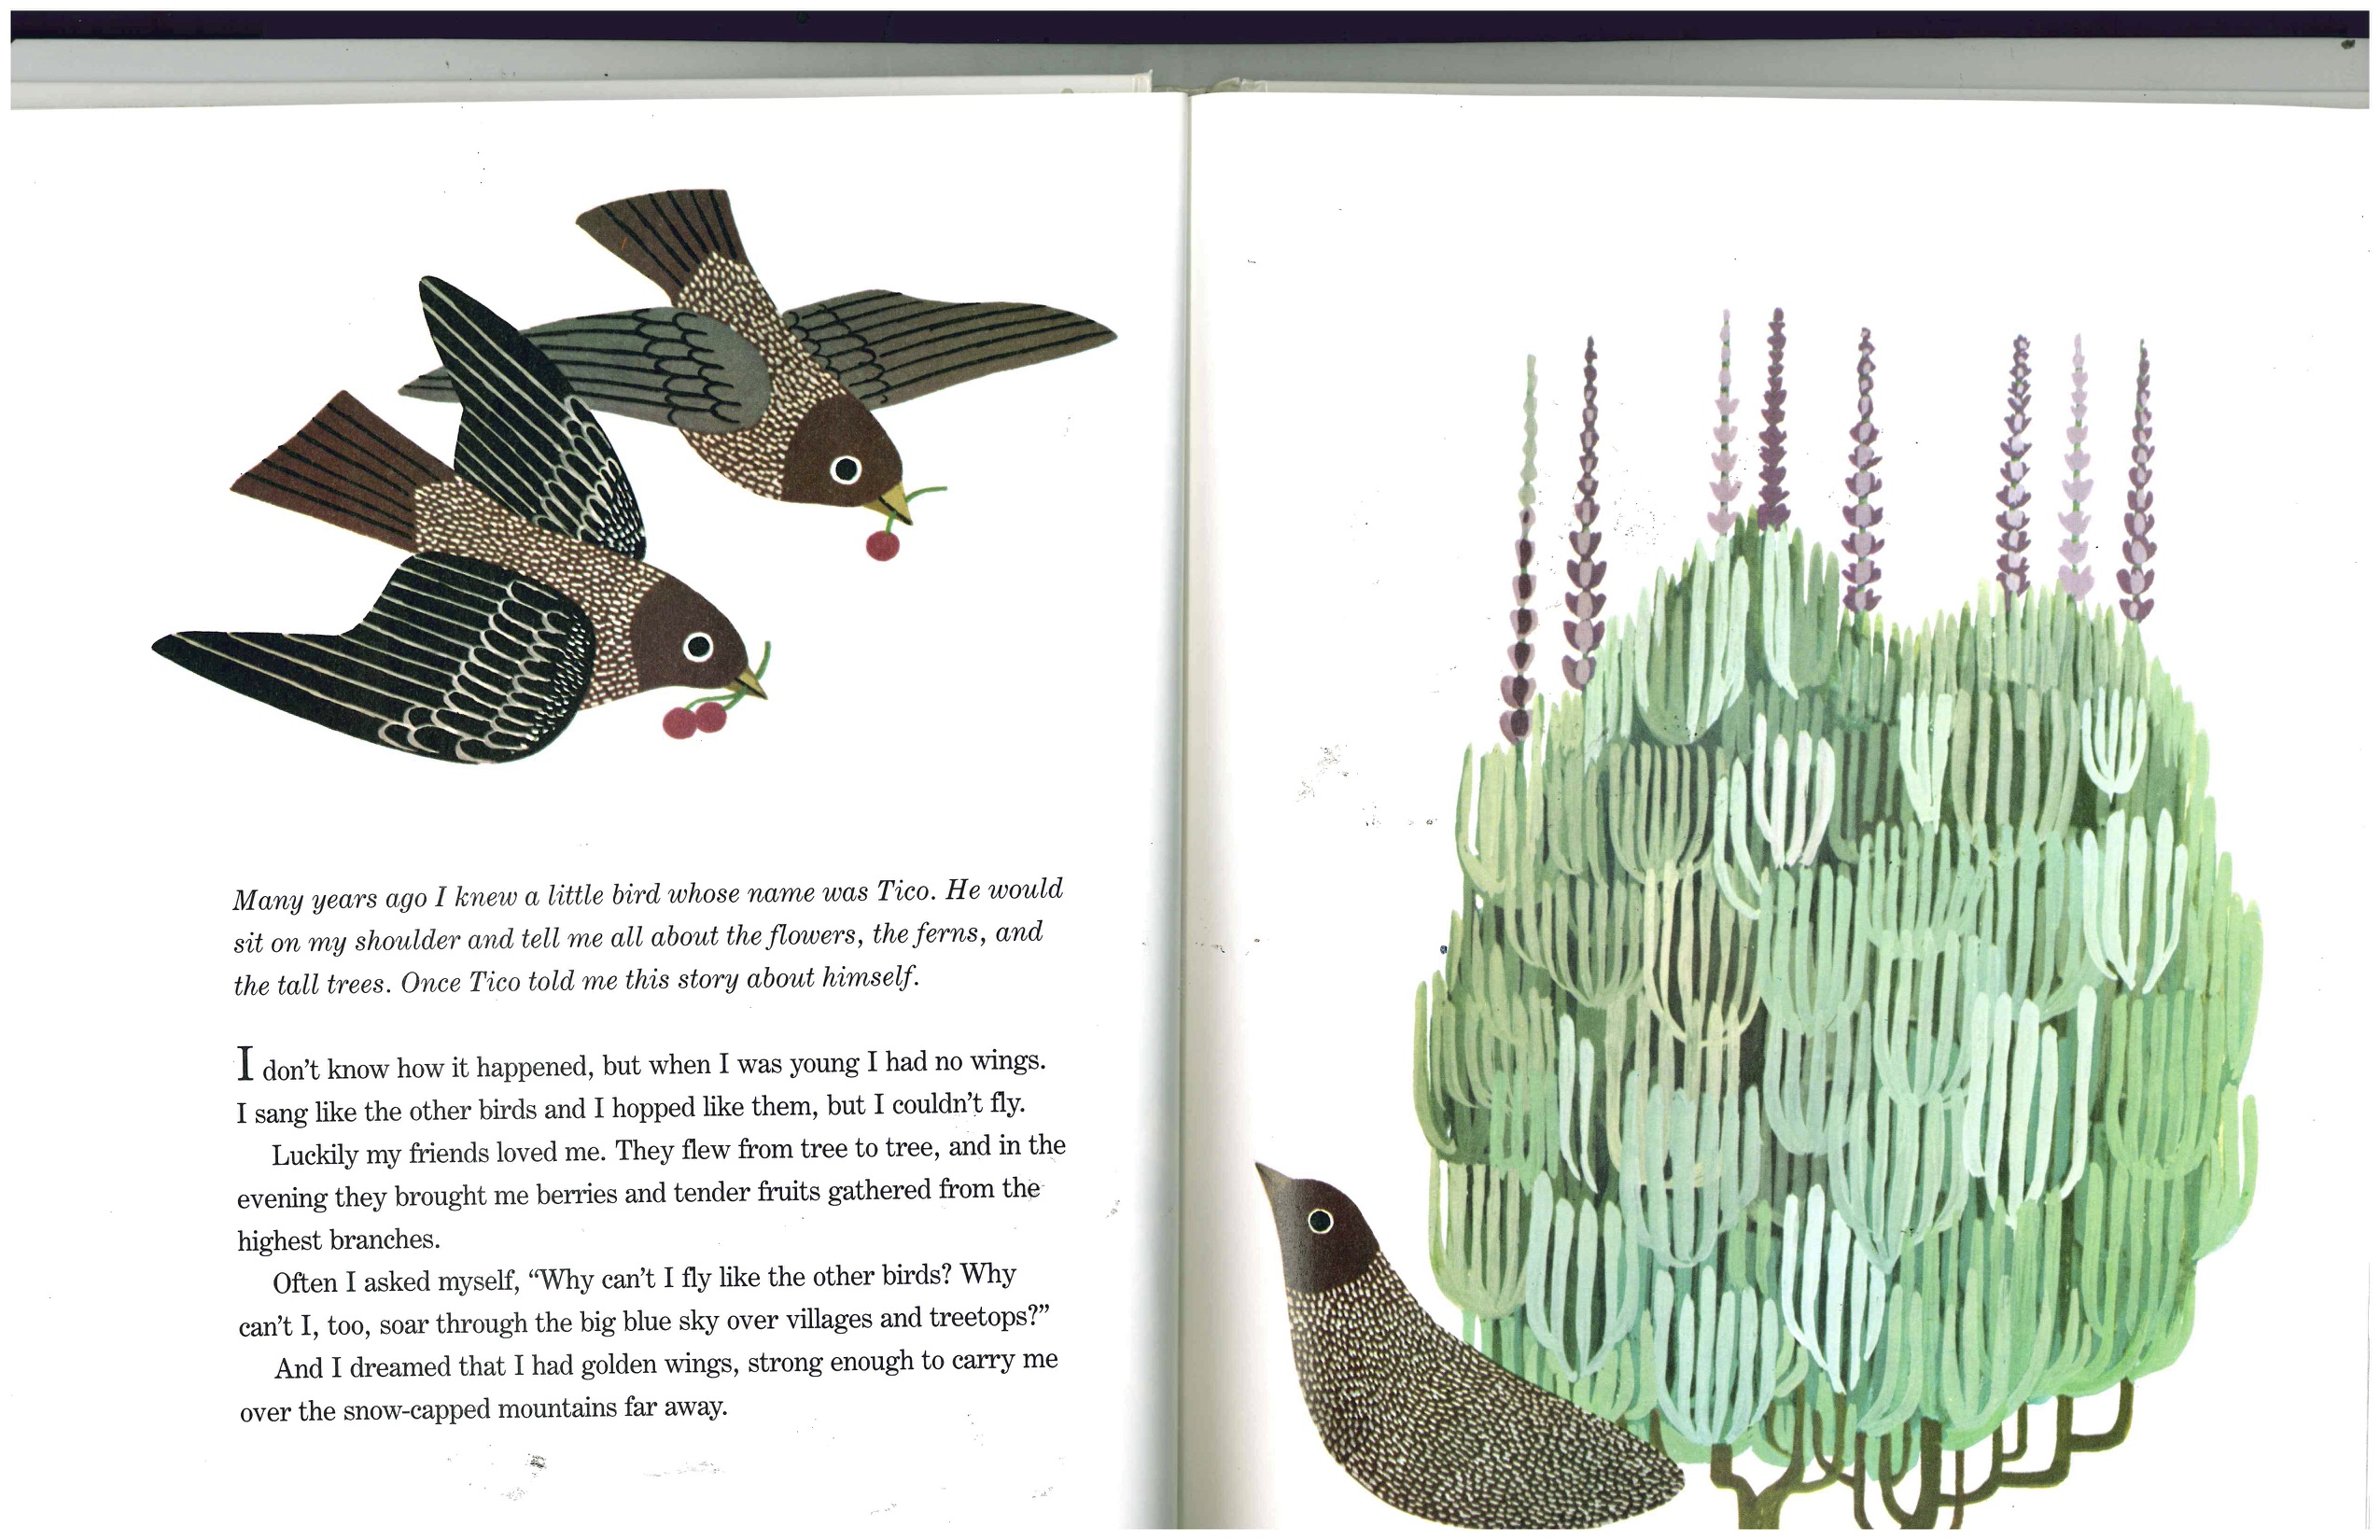 Many years ago I knew a little bird whose name was Tico. He would
sit on my shoulder and tell me all about the flowers, the ferns, and
the tall trees. Once Tico told me this story about himself.
I don’t know how it happened, but when I was young I had no wings.
I sang like the other birds and I hopped like them, but I couldn’t fly.
Luckily my friends loved me. They flew from tree to tree, and in the
evening they brought me berries and tender fruits gathered from the
highest branches.
Often I asked myself, “Why can’t I fly like the other birds? Why
can’t I, too, soar through the big blue sky over villages and treetops?”
And I dreamed that I had golden wings, strong enough to carry me
over the snow-capped mountains far away.